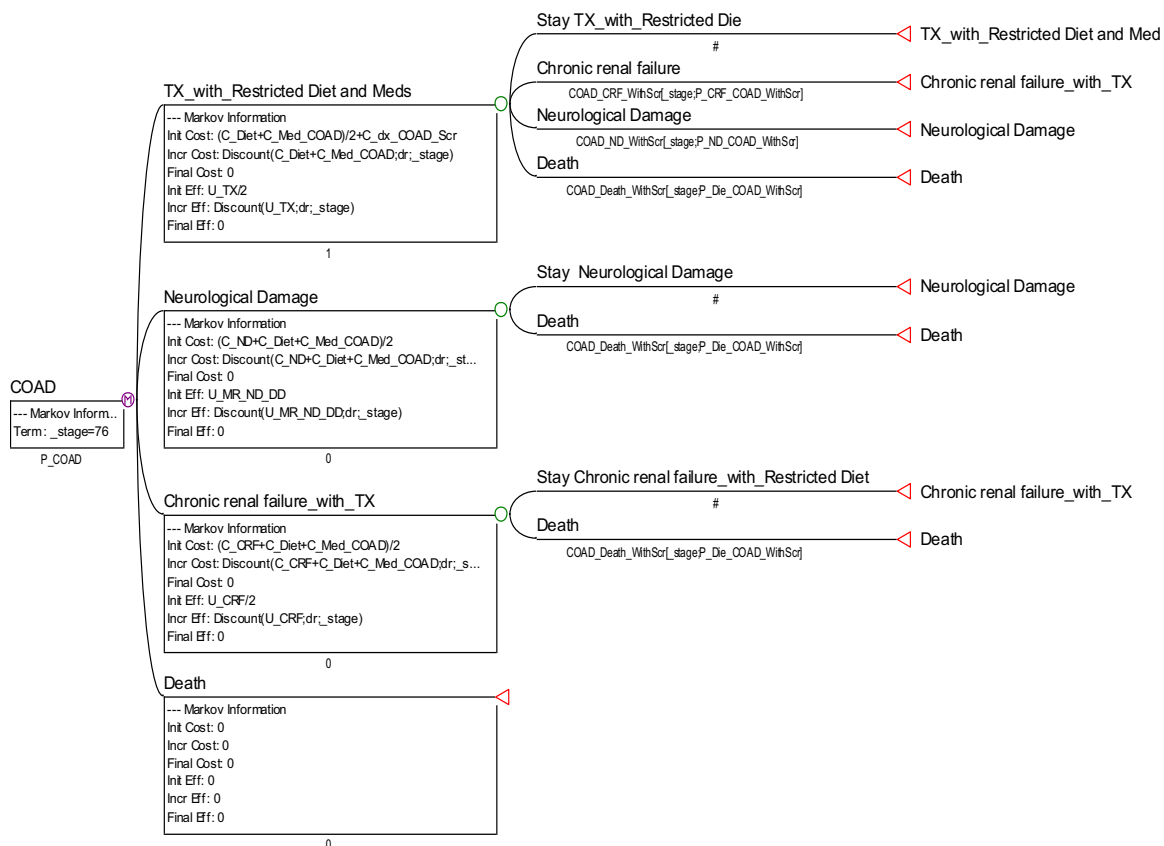 COAD
--- Markov Inform...
Term: _stage=76
P_COAD
TX_with_Restricted Diet and Meds
--- Markov Information
Init Cost: (C_Diet+C_Med_COAD)/2+C_dx_COAD_Scr
Incr Cost: Discount(C_Diet+C_Med_COAD;dr;_stage)
Final Cost: 0
Init Eff: U_TX/2
Incr Eff: Discount(U_TX;dr;_stage)
Final Eff: 0
1
Stay TX_with_Restricted Die
#
TX_with_Restricted Diet and Med
Chronic renal failure
COAD_CRF_WithScr[_stage;P_CRF_COAD_WithScr]
Chronic renal failure_with_TX
Neurological Damage
COAD_ND_WithScr[_stage;P_ND_COAD_WithScr]
Neurological Damage
Death
COAD_Death_WithScr[_stage;P_Die_COAD_WithScr]
Death
Neurological Damage
--- Markov Information
Init Cost: (C_ND+C_Diet+C_Med_COAD)/2
Incr Cost: Discount(C_ND+C_Diet+C_Med_COAD;dr;_st...
Final Cost: 0
Init Eff: U_MR_ND_DD
Incr Eff: Discount(U_MR_ND_DD;dr;_stage)
Final Eff: 0
0
Stay Neurological Damage
#
Neurological Damage
Death
COAD_Death_WithScr[_stage;P_Die_COAD_WithScr]
Death
Chronic renal failure_with_TX
--- Markov Information
Init Cost: (C_CRF+C_Diet+C_Med_COAD)/2
Incr Cost: Discount(C_CRF+C_Diet+C_Med_COAD;dr;_s...
Final Cost: 0
Init Eff: U_CRF/2
Incr Eff: Discount(U_CRF;dr;_stage)
Final Eff: 0
0
Stay Chronic renal failure_with_Restricted Diet
#
Chronic renal failure_with_TX
Death
COAD_Death_WithScr[_stage;P_Die_COAD_WithScr]
Death
Death
--- Markov Information
Init Cost: 0
Incr Cost: 0
Final Cost: 0
Init Eff: 0
Incr Eff: 0
Final Eff: 0
0